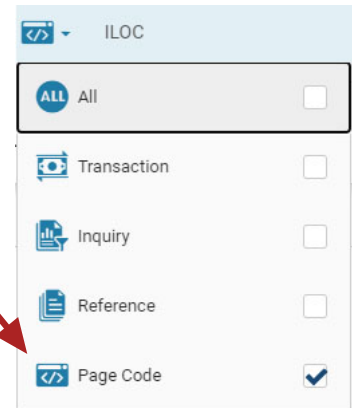 </> ILOC
ALL All
Transaction
Inquiry
Reference
</> Page Code